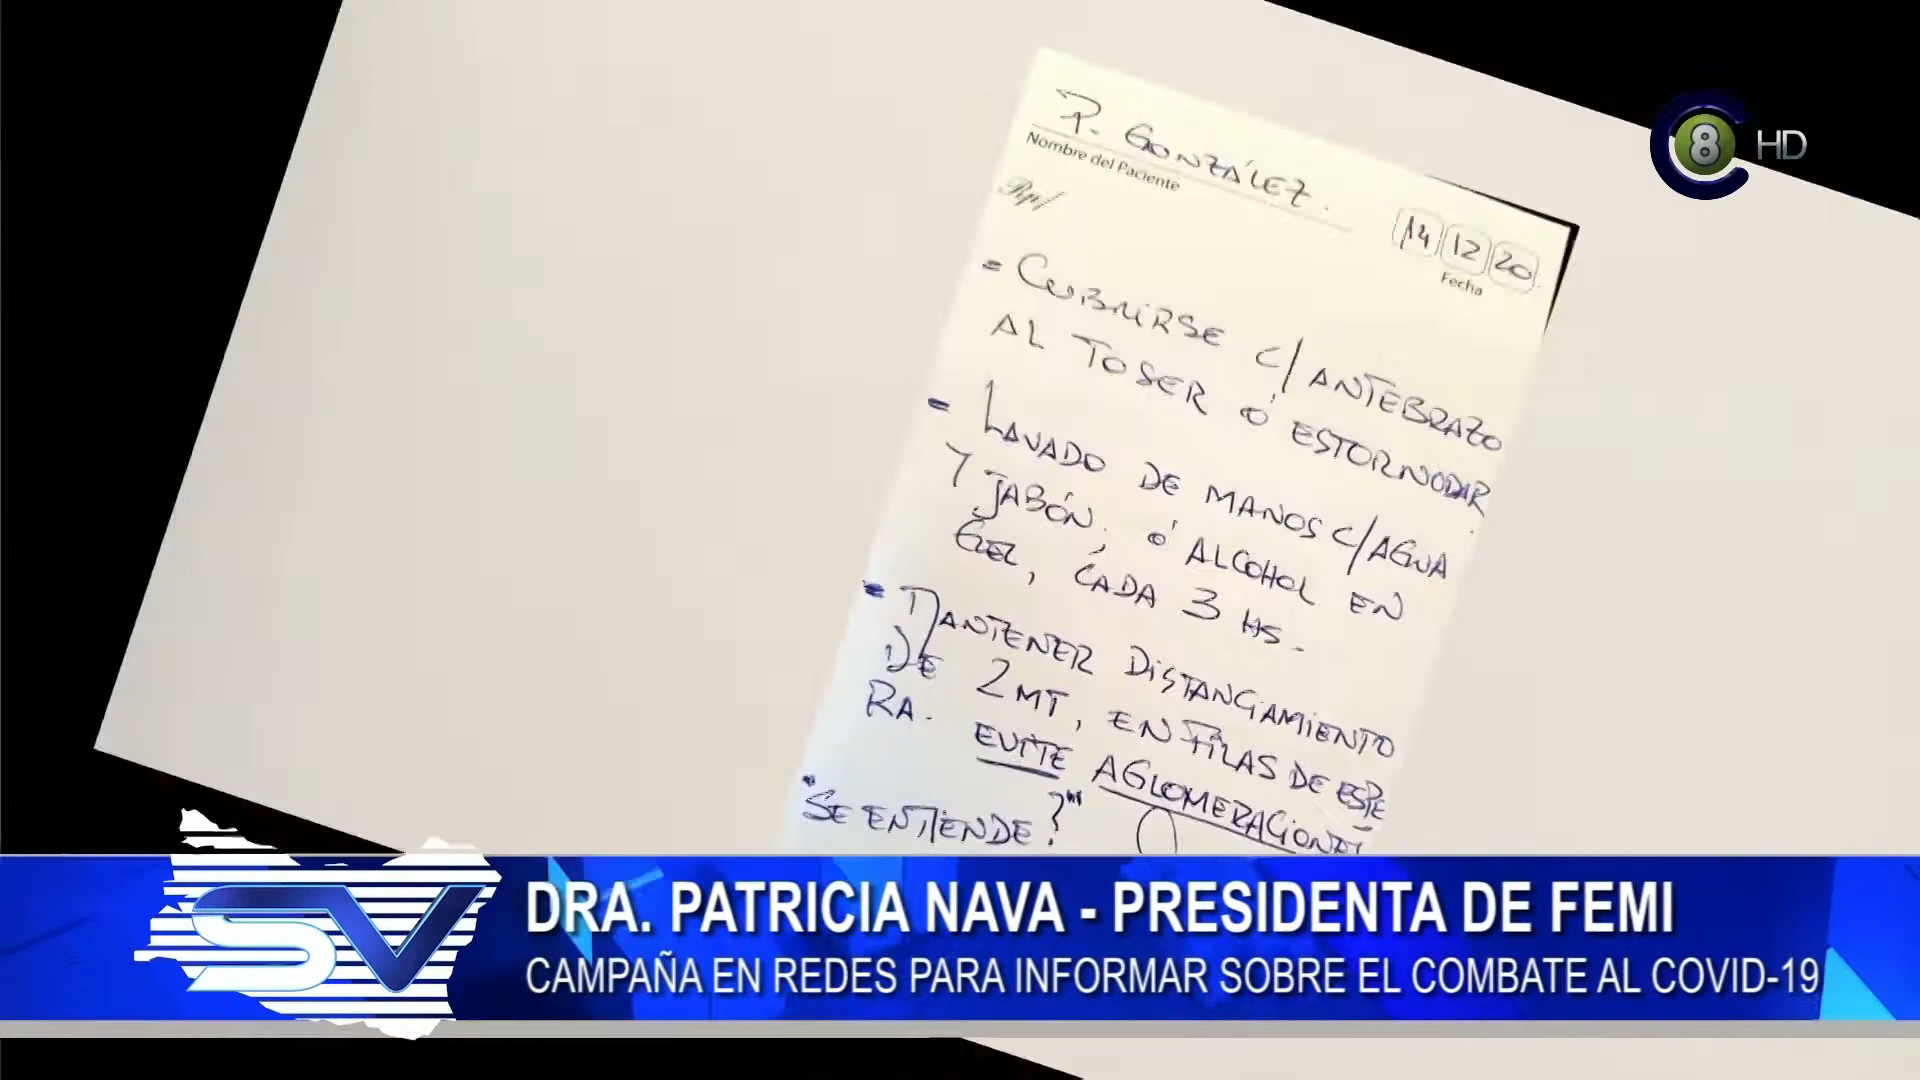 P. GONZÁLEZ.
Nombre del Paciente
Rp/
14 12 20
Fecha
= CUBRIRSE C/ANTEBRAZO
AL TOSER Ó ESTORNUDAR
= LAVADO DE MANOS C/AGUA
Y JABÓN, Ó ALCOHOL EN
GEL, CADA 3 HS.
= MANTENER DISTANCIAMIENTO
DE 2 MT, EN FILAS DE ESPE
RA. EVITE AGLOMERACIONES
"SE ENTIENDE?"
8 HD
SV
DRA. PATRICIA NAVA - PRESIDENTA DE FEMI
CAMPAÑA EN REDES PARA INFORMAR SOBRE EL COMBATE AL COVID-19